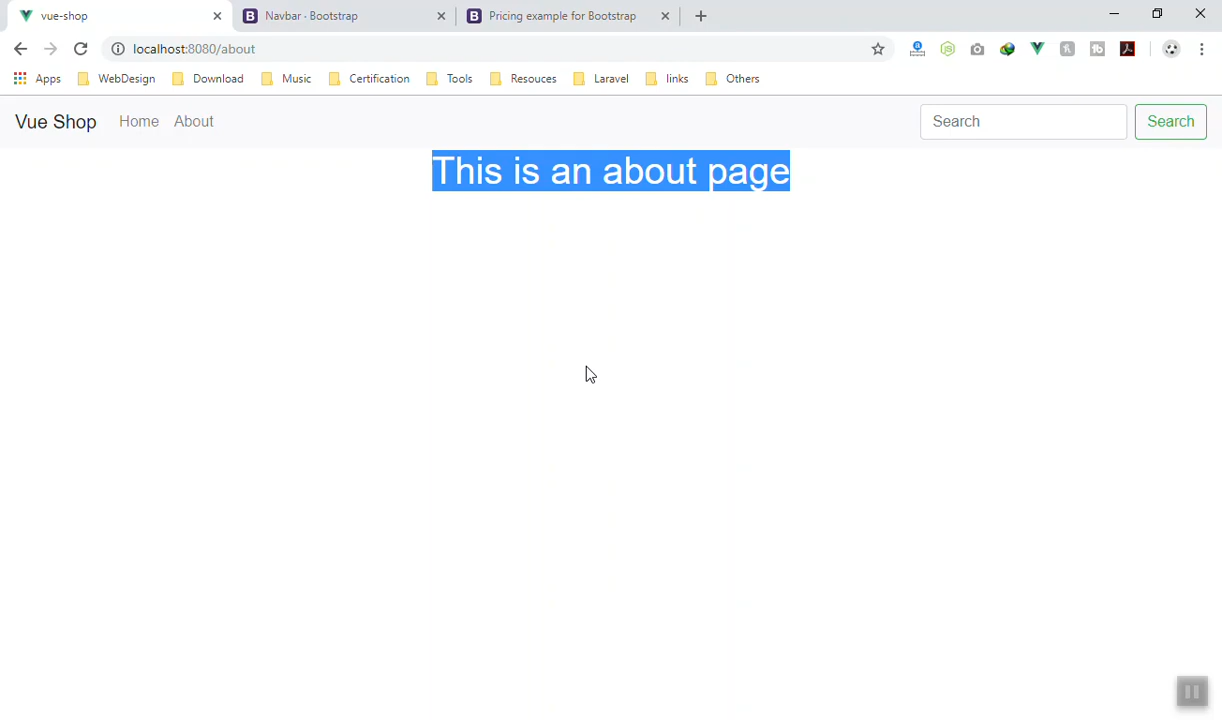 vue-shop
Navbar · Bootstrap
Pricing example for Bootstrap
localhost:8080/about
Apps WebDesign Download Music Certification Tools Resouces Laravel links Others
Vue Shop Home About Search Search
This is an about page